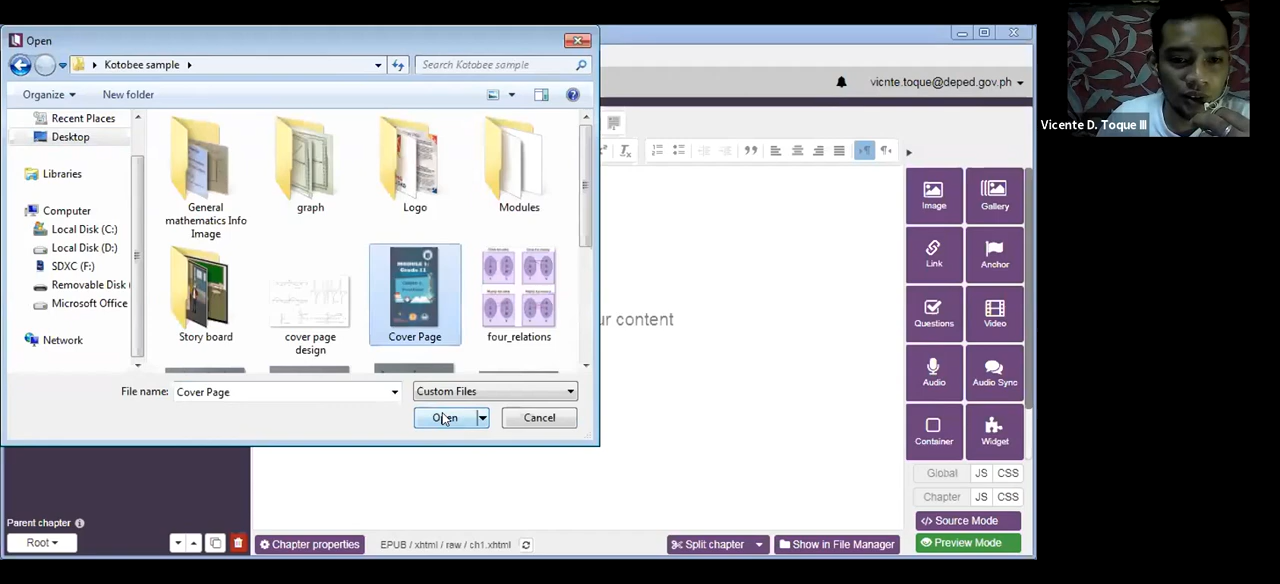 Open
Kotobee sample
Search Kotobee sample
Organize
New folder
Recent Places
Desktop
Libraries
Computer
Local Disk (C:)
Local Disk (D:)
SDXC (F:)
Removable Disk
Microsoft Office
Network
General mathematics Info Image
graph
Logo
Modules
Story board
cover page design
MODULE 1:
Grade 11
Cover Page
four_relations
File name:
Cover Page
Custom Files
Open
Cancel
vicnte.toque@deped.gov.ph
Vicente D. Toque III
ur content
Image
Gallery
Link
Anchor
Questions
Video
Audio
Audio Sync
Container
Widget
Global
JS
CSS
Chapter
JS
CSS
</> Source Mode
Preview Mode
Parent chapter
Root
Chapter properties
EPUB / xhtml / raw / ch1.xhtml
Split chapter
Show in File Manager